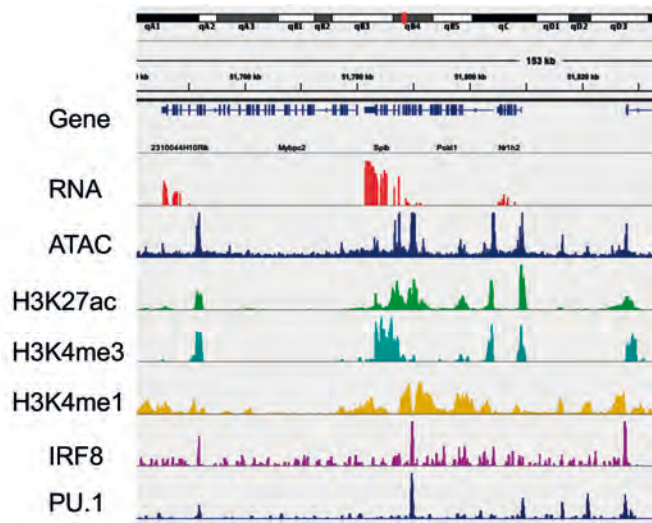 qA1 qA2 qA3 qB1 qB2 qB3 qB4 qB5 qC qD1 qD2 qD3
153 kb
kb 51,780 kb 51,800 kb 51,820 kb
Gene
2310044H10Rik Mybpc2 Spib Pold1 Nr1h2
RNA
ATAC
H3K27ac
H3K4me3
H3K4me1
IRF8
PU.1